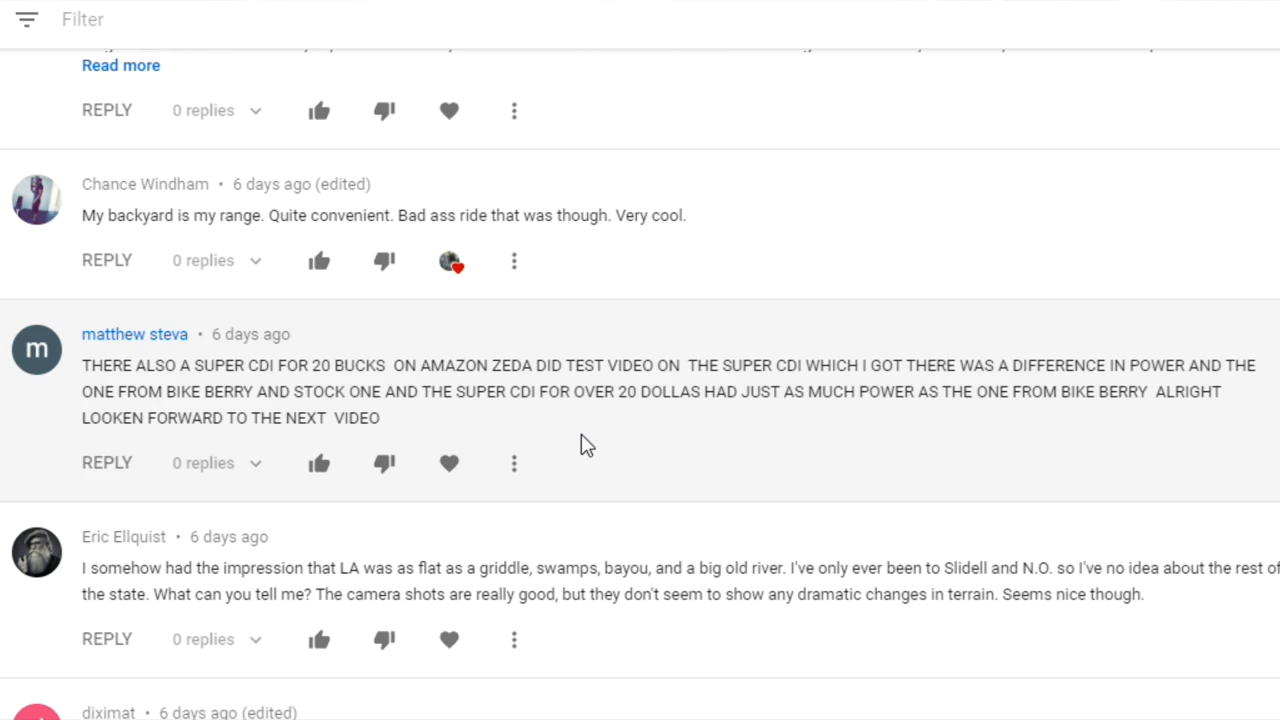 Filter
Read more
REPLY 0 replies
Chance Windham • 6 days ago (edited)
My backyard is my range. Quite convenient. Bad ass ride that was though. Very cool.
REPLY 0 replies
m
matthew steva • 6 days ago
THERE ALSO A SUPER CDI FOR 20 BUCKS  ON AMAZON ZEDA DID TEST VIDEO ON  THE SUPER CDI WHICH I GOT THERE WAS A DIFFERENCE IN POWER AND THE
ONE FROM BIKE BERRY AND STOCK ONE AND THE SUPER CDI FOR OVER 20 DOLLAS HAD JUST AS MUCH POWER AS THE ONE FROM BIKE BERRY  ALRIGHT
LOOKEN FORWARD TO THE NEXT  VIDEO
REPLY 0 replies
Eric Ellquist • 6 days ago
I somehow had the impression that LA was as flat as a griddle, swamps, bayou, and a big old river. I've only ever been to Slidell and N.O. so I've no idea about the rest of
the state. What can you tell me? The camera shots are really good, but they don't seem to show any dramatic changes in terrain. Seems nice though.
REPLY 0 replies
diximat • 6 days ago (edited)